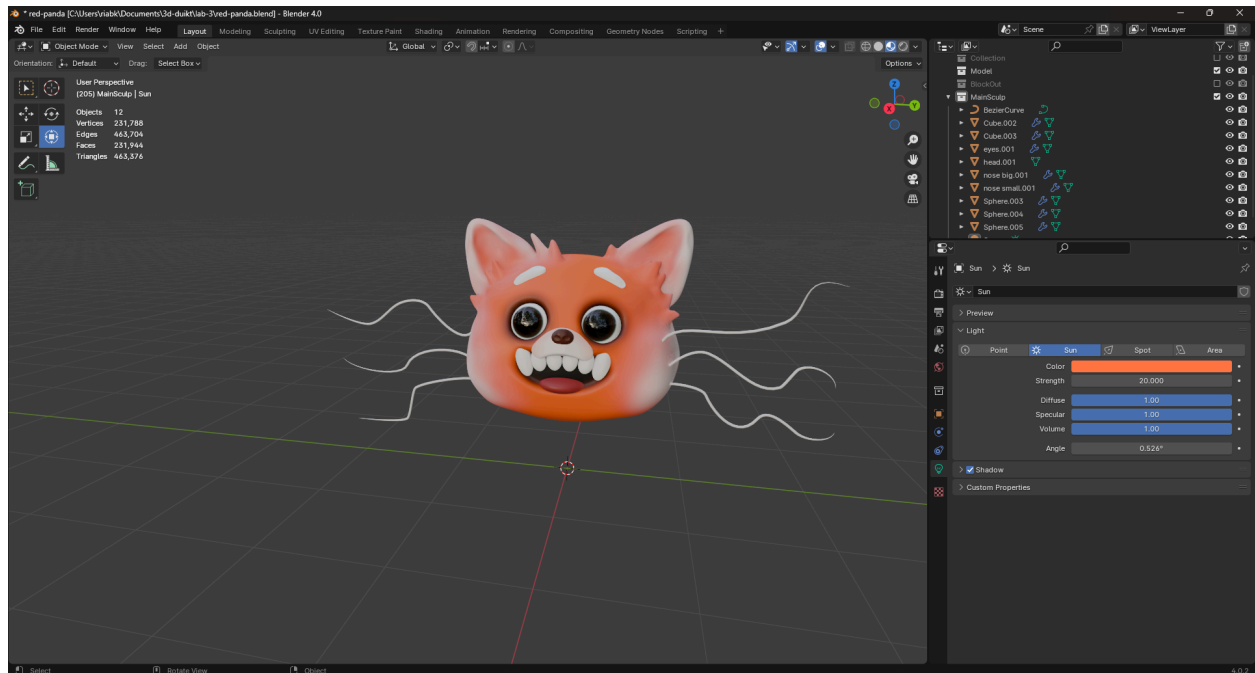 * red-panda [C:\Users\riabk\Documents\3d-duikt\lab-3\red-panda.blend] - Blender 4.0
File Edit Render Window Help Layout Modeling Sculpting UV Editing Texture Paint Shading Animation Rendering Compositing Geometry Nodes Scripting + Scene ViewLayer
Object Mode View Select Add Object Global
Orientation: Default Drag: Select Box Options
User Perspective
(205) MainSculp | Sun
Objects 12
Vertices 231,788
Edges 463,704
Faces 231,944
Triangles 463,376
Z
Y
X
Collection
Model
BlockOut
MainSculp
BezierCurve
Cube.002
Cube.003
eyes.001
head.001
nose big.001
nose small.001
Sphere.003
Sphere.004
Sphere.005
Sun > Sun
Sun
Preview
Light
Point Sun Spot Area
Color
Strength 20.000
Diffuse 1.00
Specular 1.00
Volume 1.00
Angle 0.526°
Shadow
Custom Properties
Select Rotate View Object 4.0.2